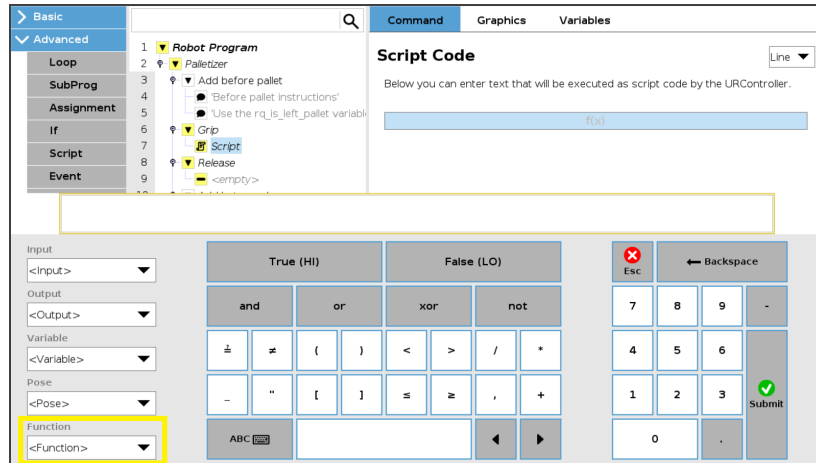 Basic
Advanced
Loop
SubProg
Assignment
If
Script
Event
1 Robot Program
2 Palletizer
3 Add before pallet
4 'Before pallet instructions'
5 'Use the rq_is_left_pallet variabl
6 Grip
7 Script
8 Release
9 <empty>
Command Graphics Variables
Script Code
Line
Below you can enter text that will be executed as script code by the URController.
f(x)
Input
<Input>
Output
<Output>
Variable
<Variable>
Pose
<Pose>
Function
<Function>
True (HI) False (LO)
and or xor not
≟ ≠ ( ) < > / *
_ " [ ] ≤ ≥ , +
ABC
Esc
Backspace
7 8 9 -
4 5 6
1 2 3
Submit
0 .